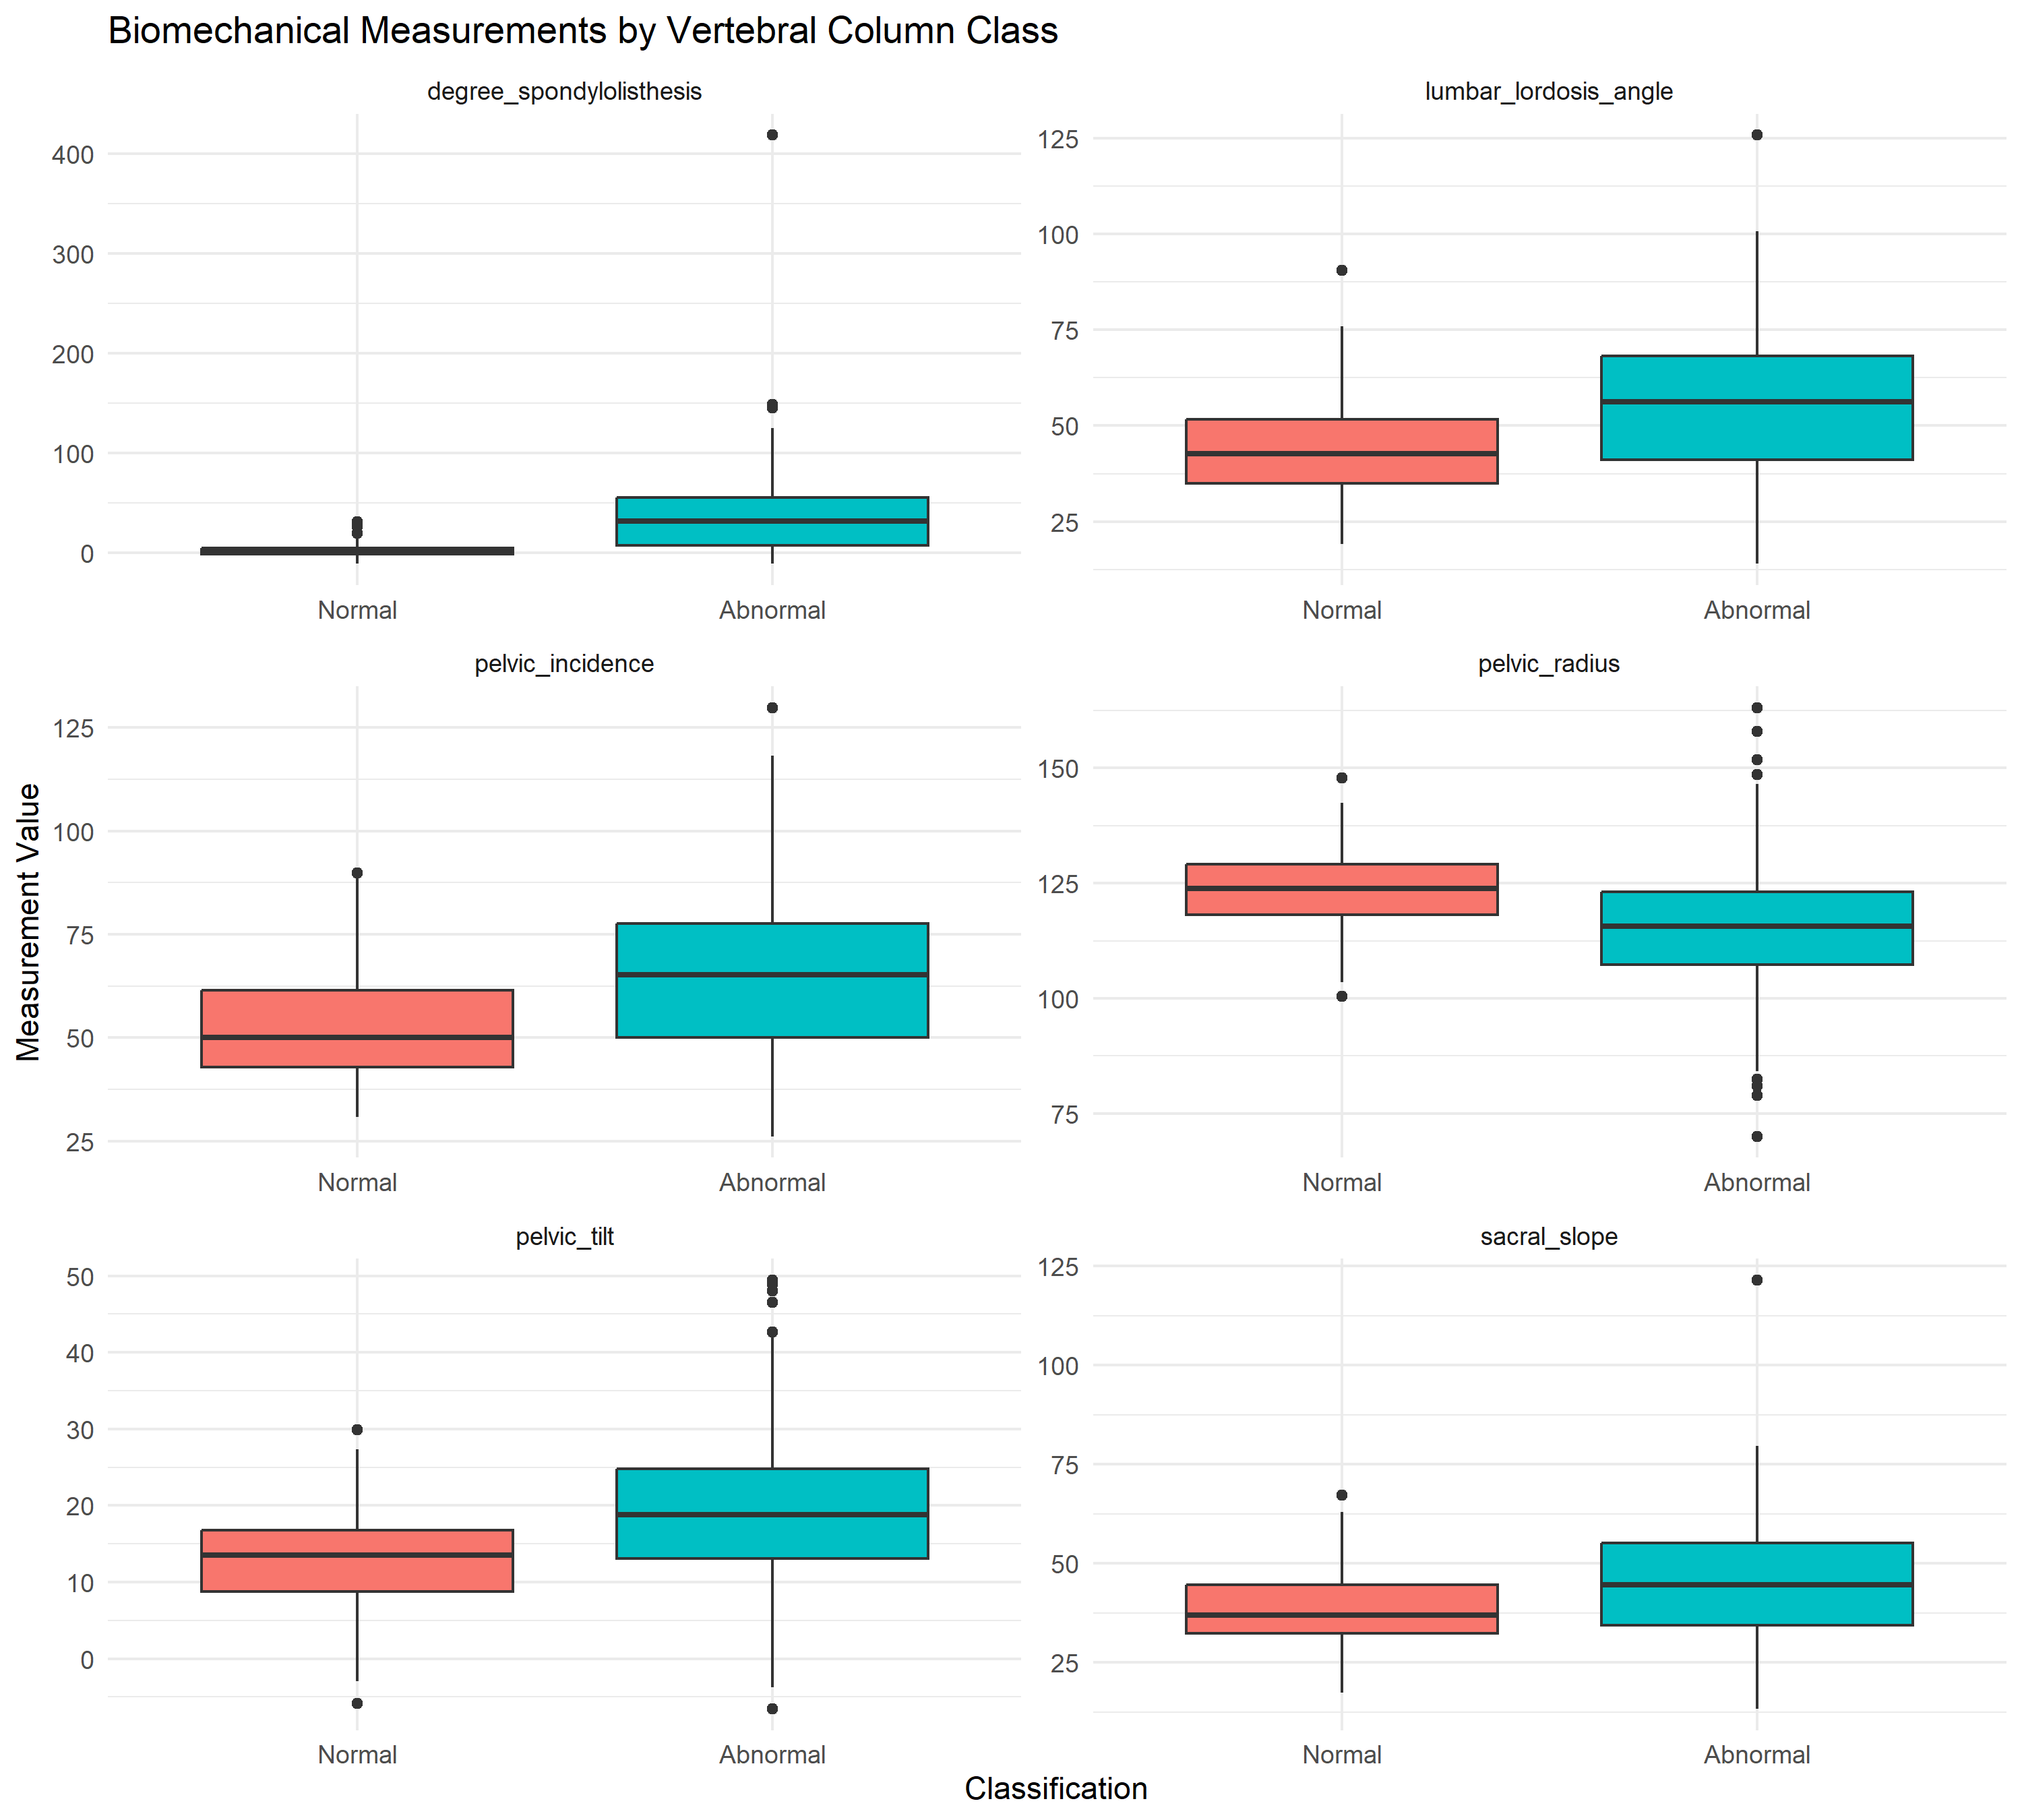 Biomechanical Measurements by Vertebral Column Class
degree_spondylolisthesis
400
300
200
100
0
Normal
Abnormal
lumbar_lordosis_angle
125
100
75
50
25
Normal
Abnormal
pelvic_incidence
125
100
75
50
25
Normal
Abnormal
pelvic_radius
150
125
100
75
Normal
Abnormal
pelvic_tilt
50
40
30
20
10
0
Normal
Abnormal
sacral_slope
125
100
75
50
25
Normal
Abnormal
Measurement Value
Classification